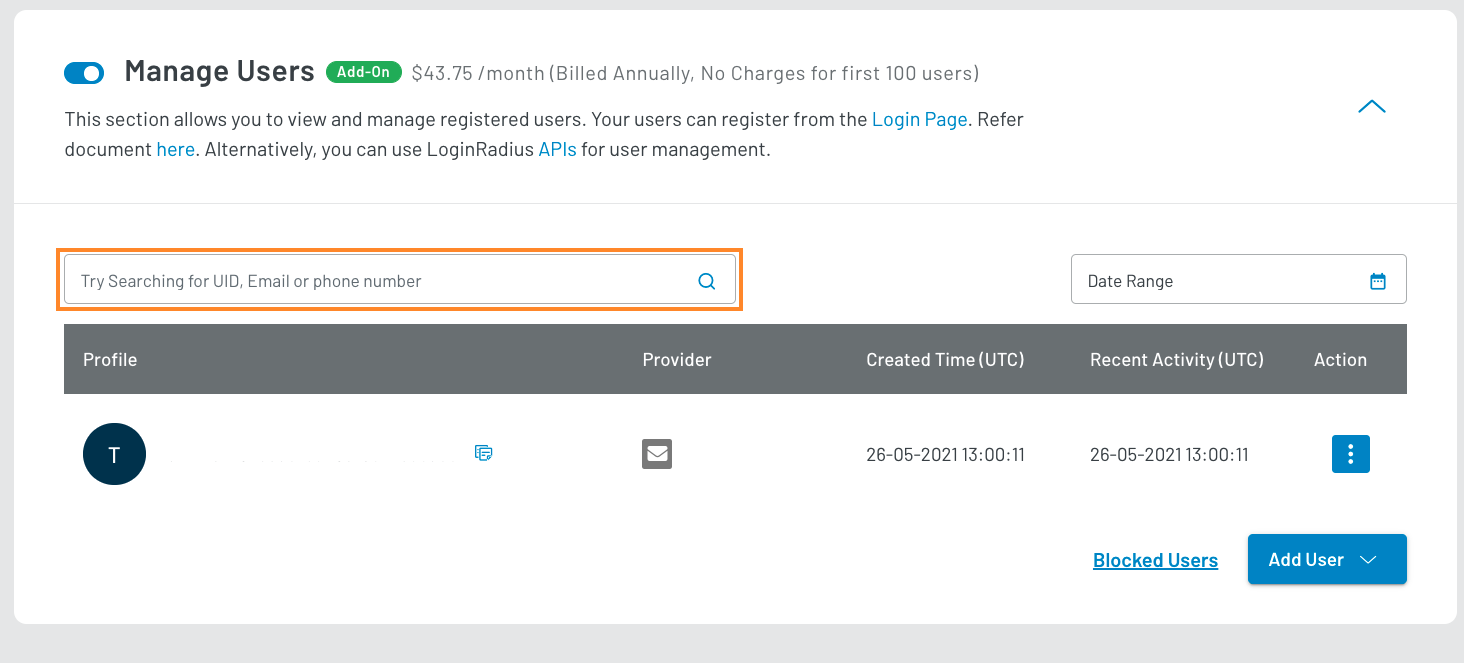 Manage Users Add-On $43.75 /month (Billed Annually, No Charges for first 100 users)
This section allows you to view and manage registered users. Your users can register from the Login Page. Refer
document here. Alternatively, you can use LoginRadius APIs for user management.
Try Searching for UID, Email or phone number
Date Range
Profile Provider Created Time (UTC) Recent Activity (UTC) Action
T 26-05-2021 13:00:11 26-05-2021 13:00:11
Blocked Users Add User